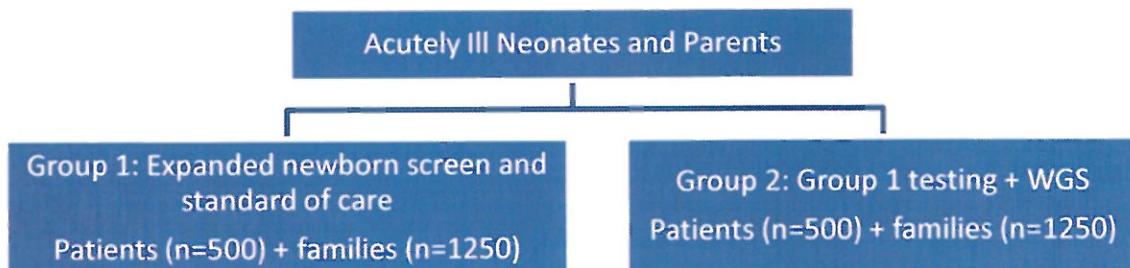 Acutely Ill Neonates and Parents
Group 1: Expanded newborn screen and
standard of care
Patients (n=500) + families (n=1250)
Group 2: Group 1 testing + WGS
Patients (n=500) + families (n=1250)